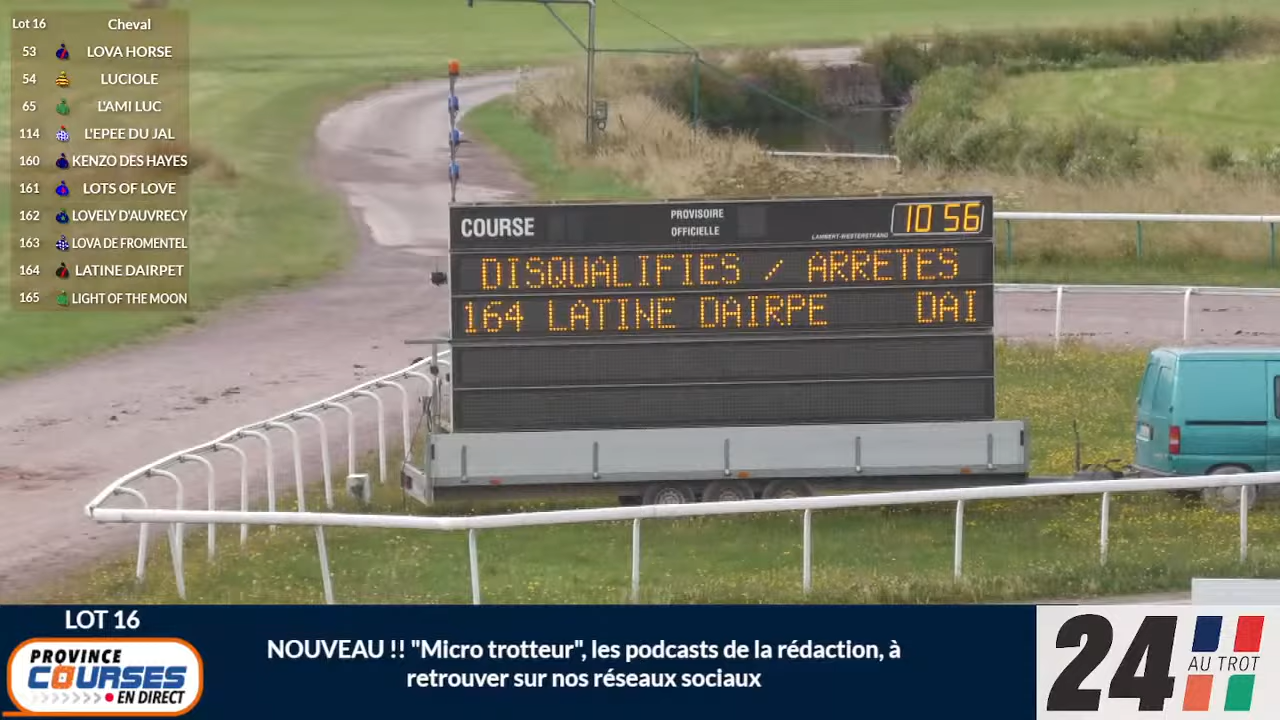 Lot 16 Cheval
53 LOVA HORSE
54 LUCIOLE
65 L'AMI LUC
114 L'EPEE DU JAL
160 KENZO DES HAYES
161 LOTS OF LOVE
162 LOVELY D'AUVRECY
163 LOVA DE FROMENTEL
164 LATINE DAIRPET
165 LIGHT OF THE MOON
COURSE
PROVISOIRE
OFFICIELLE
10 56
LAMBERT-WESTERSTRAND
DISQUALIFIES / ARRETES
164 LATINE DAIRPE DAI
LOT 16
PROVINCE
COURSES
EN DIRECT
NOUVEAU !! "Micro trotteur", les podcasts de la rédaction, à
retrouver sur nos réseaux sociaux
24
AU TROT